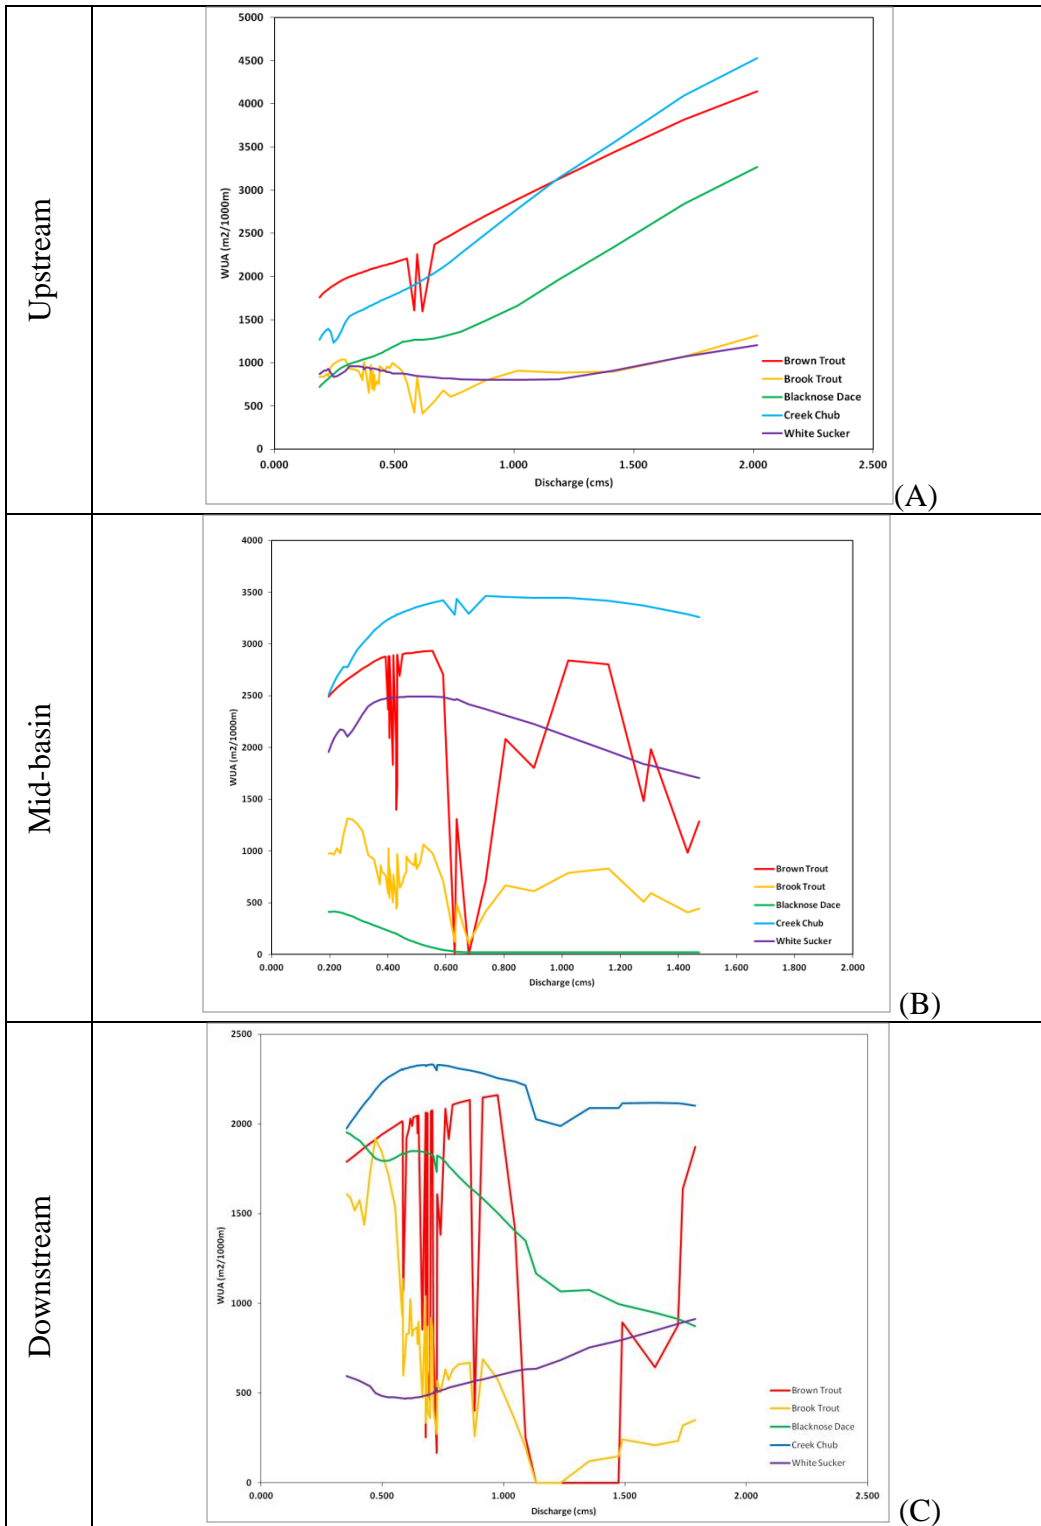 Upstream
5000
4500
4000
3500
3000
2500
2000
1500
1000
500
0
WUA (m2/1000m)
0.000 0.500 1.000 1.500 2.000 2.500
Discharge (cms)
Brown Trout
Brook Trout
Blacknose Dace
Creek Chub
White Sucker
(A)
Mid-basin
4000
3500
3000
2500
2000
1500
1000
500
0
WUA (m2/1000m)
0.000 0.200 0.400 0.600 0.800 1.000 1.200 1.400 1.600 1.800 2.000
Discharge (cms)
Brown Trout
Brook Trout
Blacknose Dace
Creek Chub
White Sucker
(B)
Downstream
2500
2000
1500
1000
500
0
WUA (m2/1000m)
0.000 0.500 1.000 1.500 2.000 2.500
Discharge (cms)
Brown Trout
Brook Trout
Blacknose Dace
Creek Chub
White Sucker
(C)